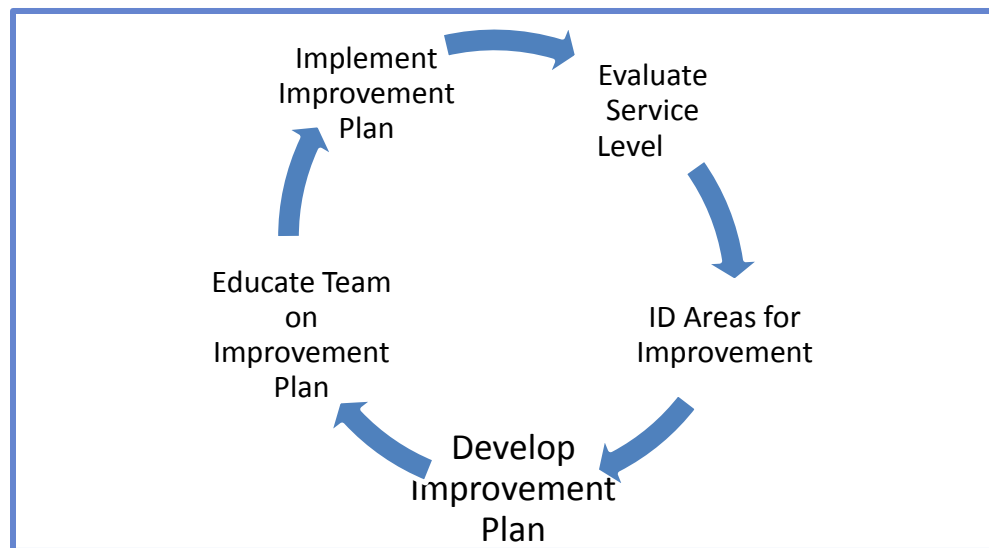 Implement
Improvement
Plan
Evaluate
Service
Level
ID Areas for
Improvement
Develop
Improvement
Plan
Educate Team
on
Improvement
Plan